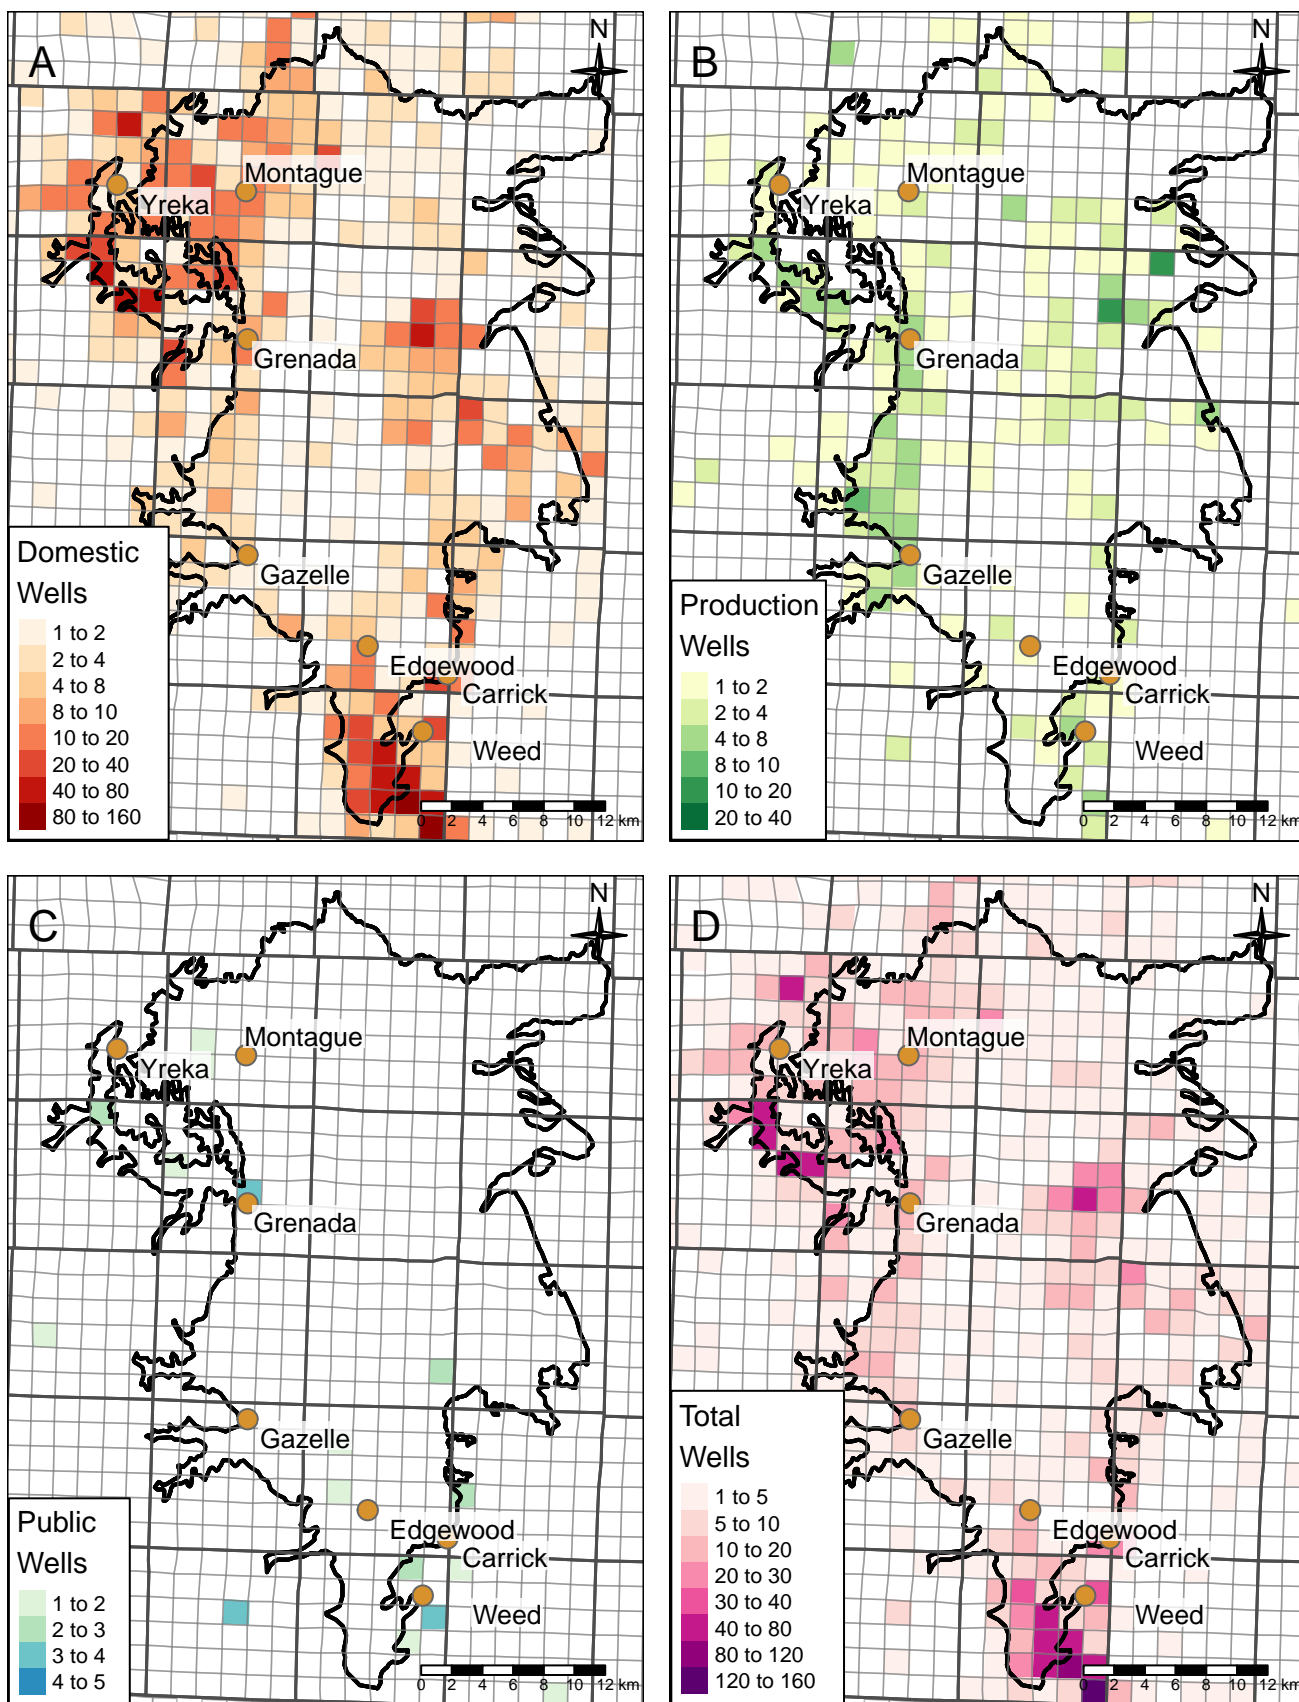 A
N
Montague
Yreka
Grenada
Gazelle
Edgewood
Carrick
Weed
Domestic
Wells
1 to 2
2 to 4
4 to 8
8 to 10
10 to 20
20 to 40
40 to 80
80 to 160
0 2 4 6 8 10 12 km
B
N
Montague
Yreka
Grenada
Gazelle
Edgewood
Carrick
Weed
Production
Wells
1 to 2
2 to 4
4 to 8
8 to 10
10 to 20
20 to 40
0 2 4 6 8 10 12 km
C
N
Montague
Yreka
Grenada
Gazelle
Edgewood
Carrick
Weed
Public
Wells
1 to 2
2 to 3
3 to 4
4 to 5
0 2 4 6 8 10 12 km
D
N
Montague
Yreka
Grenada
Gazelle
Edgewood
Carrick
Weed
Total
Wells
1 to 5
5 to 10
10 to 20
20 to 30
30 to 40
40 to 80
80 to 120
120 to 160
0 2 4 6 8 10 12 km